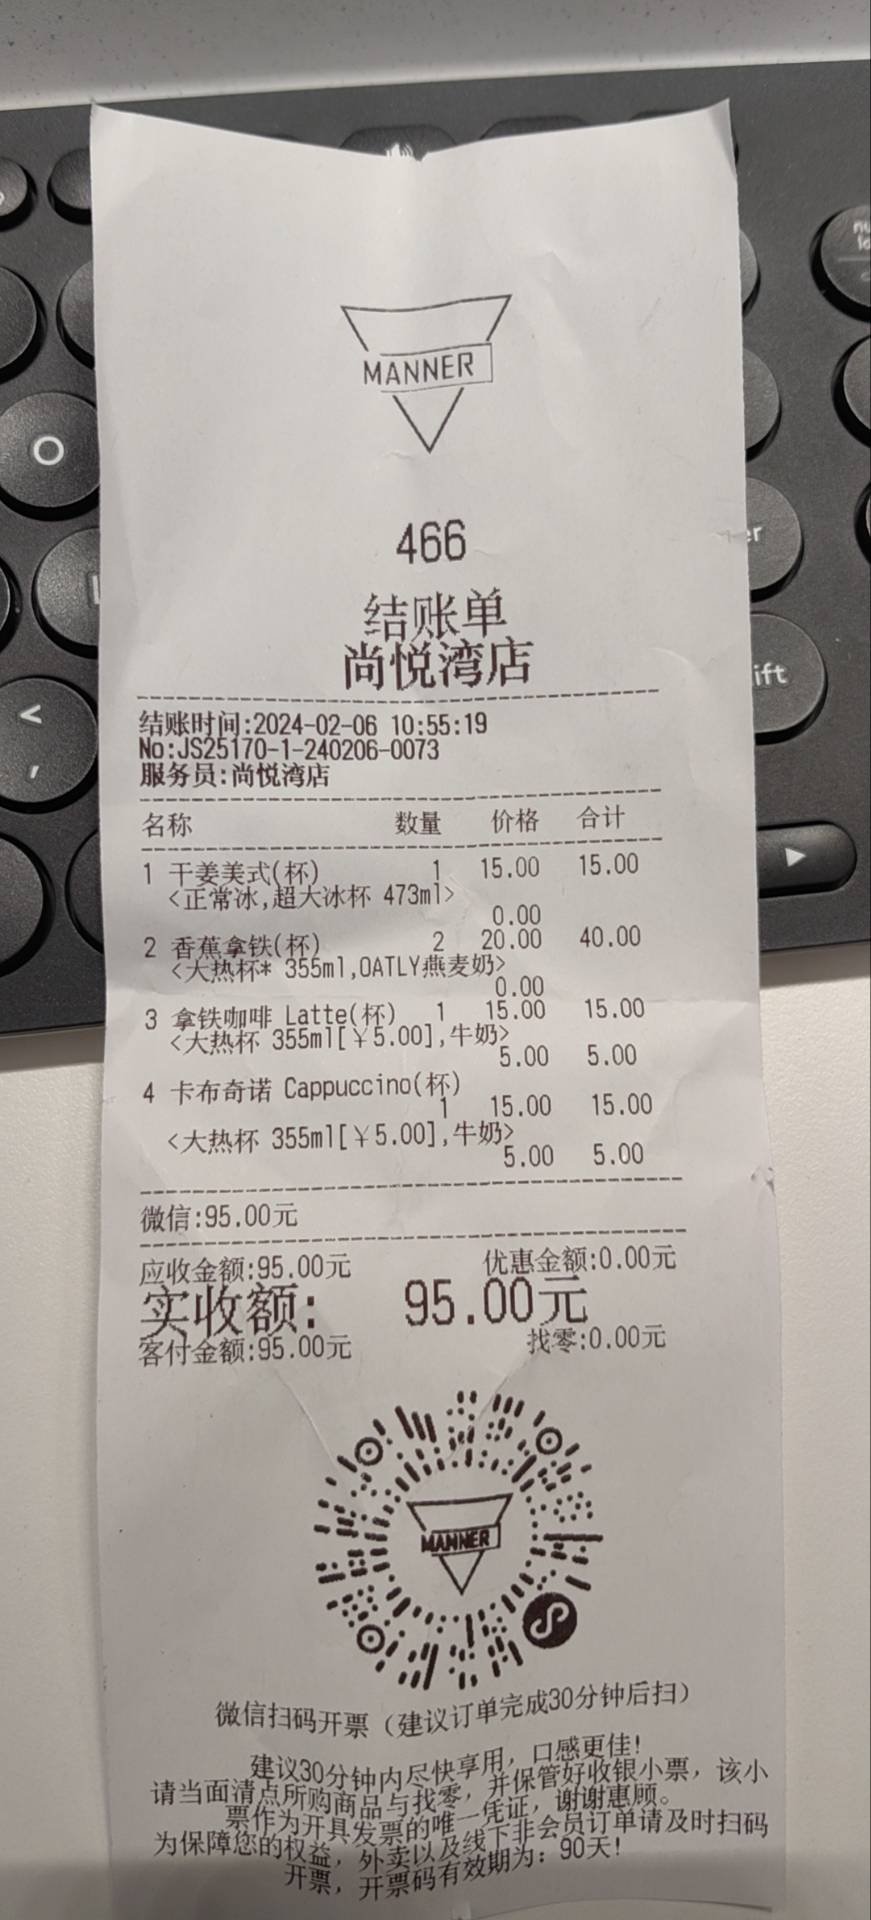 MANNER
466
结账单
尚悦湾店
结账时间:2024-02-06 10:55:19
No:JS25170-1-240206-0073
服务员:尚悦湾店
名称 数量 价格 合计
1 干姜美式(杯) 1 15.00 15.00
<正常冰,超大冰杯 473ml>
0.00
2 香蕉拿铁(杯) 2 20.00 40.00
<大热杯* 355ml,OATLY燕麦奶>
0.00
3 拿铁咖啡 Latte(杯) 1 15.00 15.00
<大热杯 355ml[￥5.00],牛奶>
5.00 5.00
4 卡布奇诺 Cappuccino(杯)
1 15.00 15.00
<大热杯 355ml[￥5.00],牛奶>
5.00 5.00
微信:95.00元
应收金额:95.00元 优惠金额:0.00元
实收额: 95.00元
客付金额:95.00元 找零:0.00元
MANNER
微信扫码开票（建议订单完成30分钟后扫）
建议30分钟内尽快享用，口感更佳!
请当面清点所购商品与找零，并保管好收银小票，该小
票作为开具发票的唯一凭证，谢谢惠顾。
为保障您的权益，外卖以及线下非会员订单请及时扫码
开票，开票码有效期为：90天!
O
<
,
ift
er